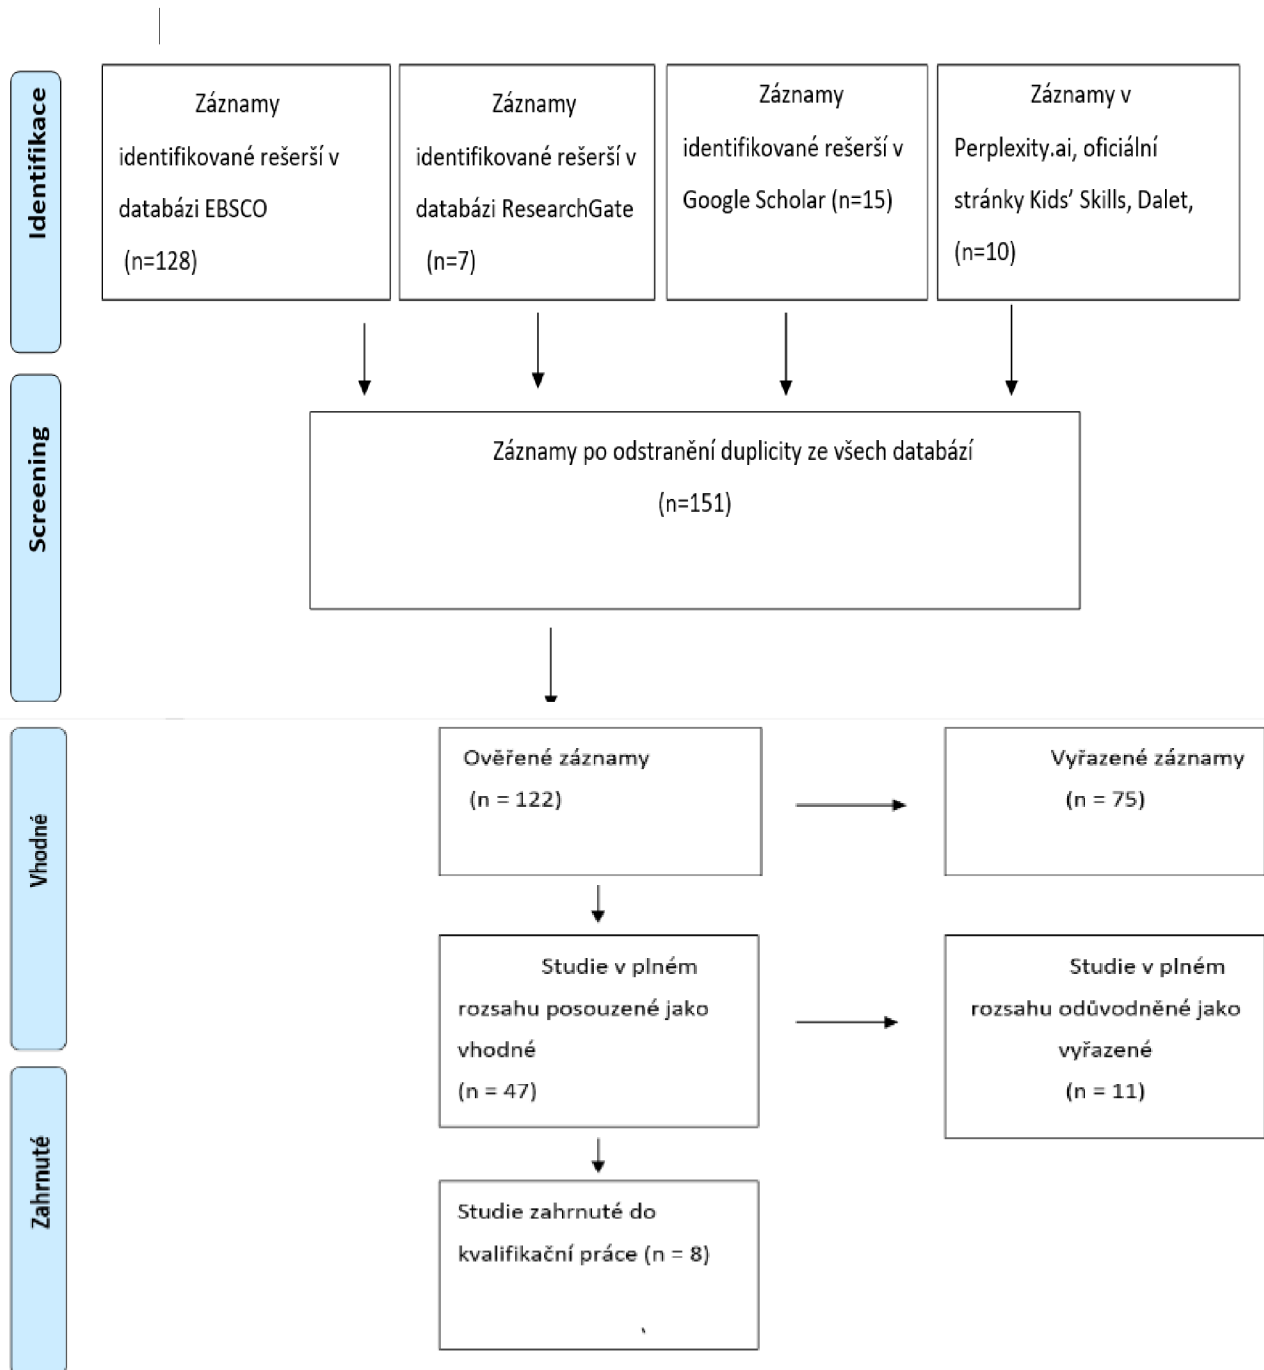 Identifikace
Záznamy
identifikované rešerší v
databázi EBSCO
(n=128)
Záznamy
identifikované rešerší v
databázi ResearchGate
(n=7)
Záznamy
identifikované rešerší v
Google Scholar (n=15)
Záznamy v
Perplexity.ai, oficiální
stránky Kids’ Skills, Dalet,
(n=10)
Screening
Záznamy po odstranění duplicity ze všech databází
(n=151)
Vhodné
Ověřené záznamy
(n = 122)
Vyřazené záznamy
(n = 75)
Studie v plném
rozsahu posouzené jako
vhodné
(n = 47)
Studie v plném
rozsahu odůvodněné jako
vyřazené
(n = 11)
Zahrnuté
Studie zahrnuté do
kvalifikační práce (n = 8)